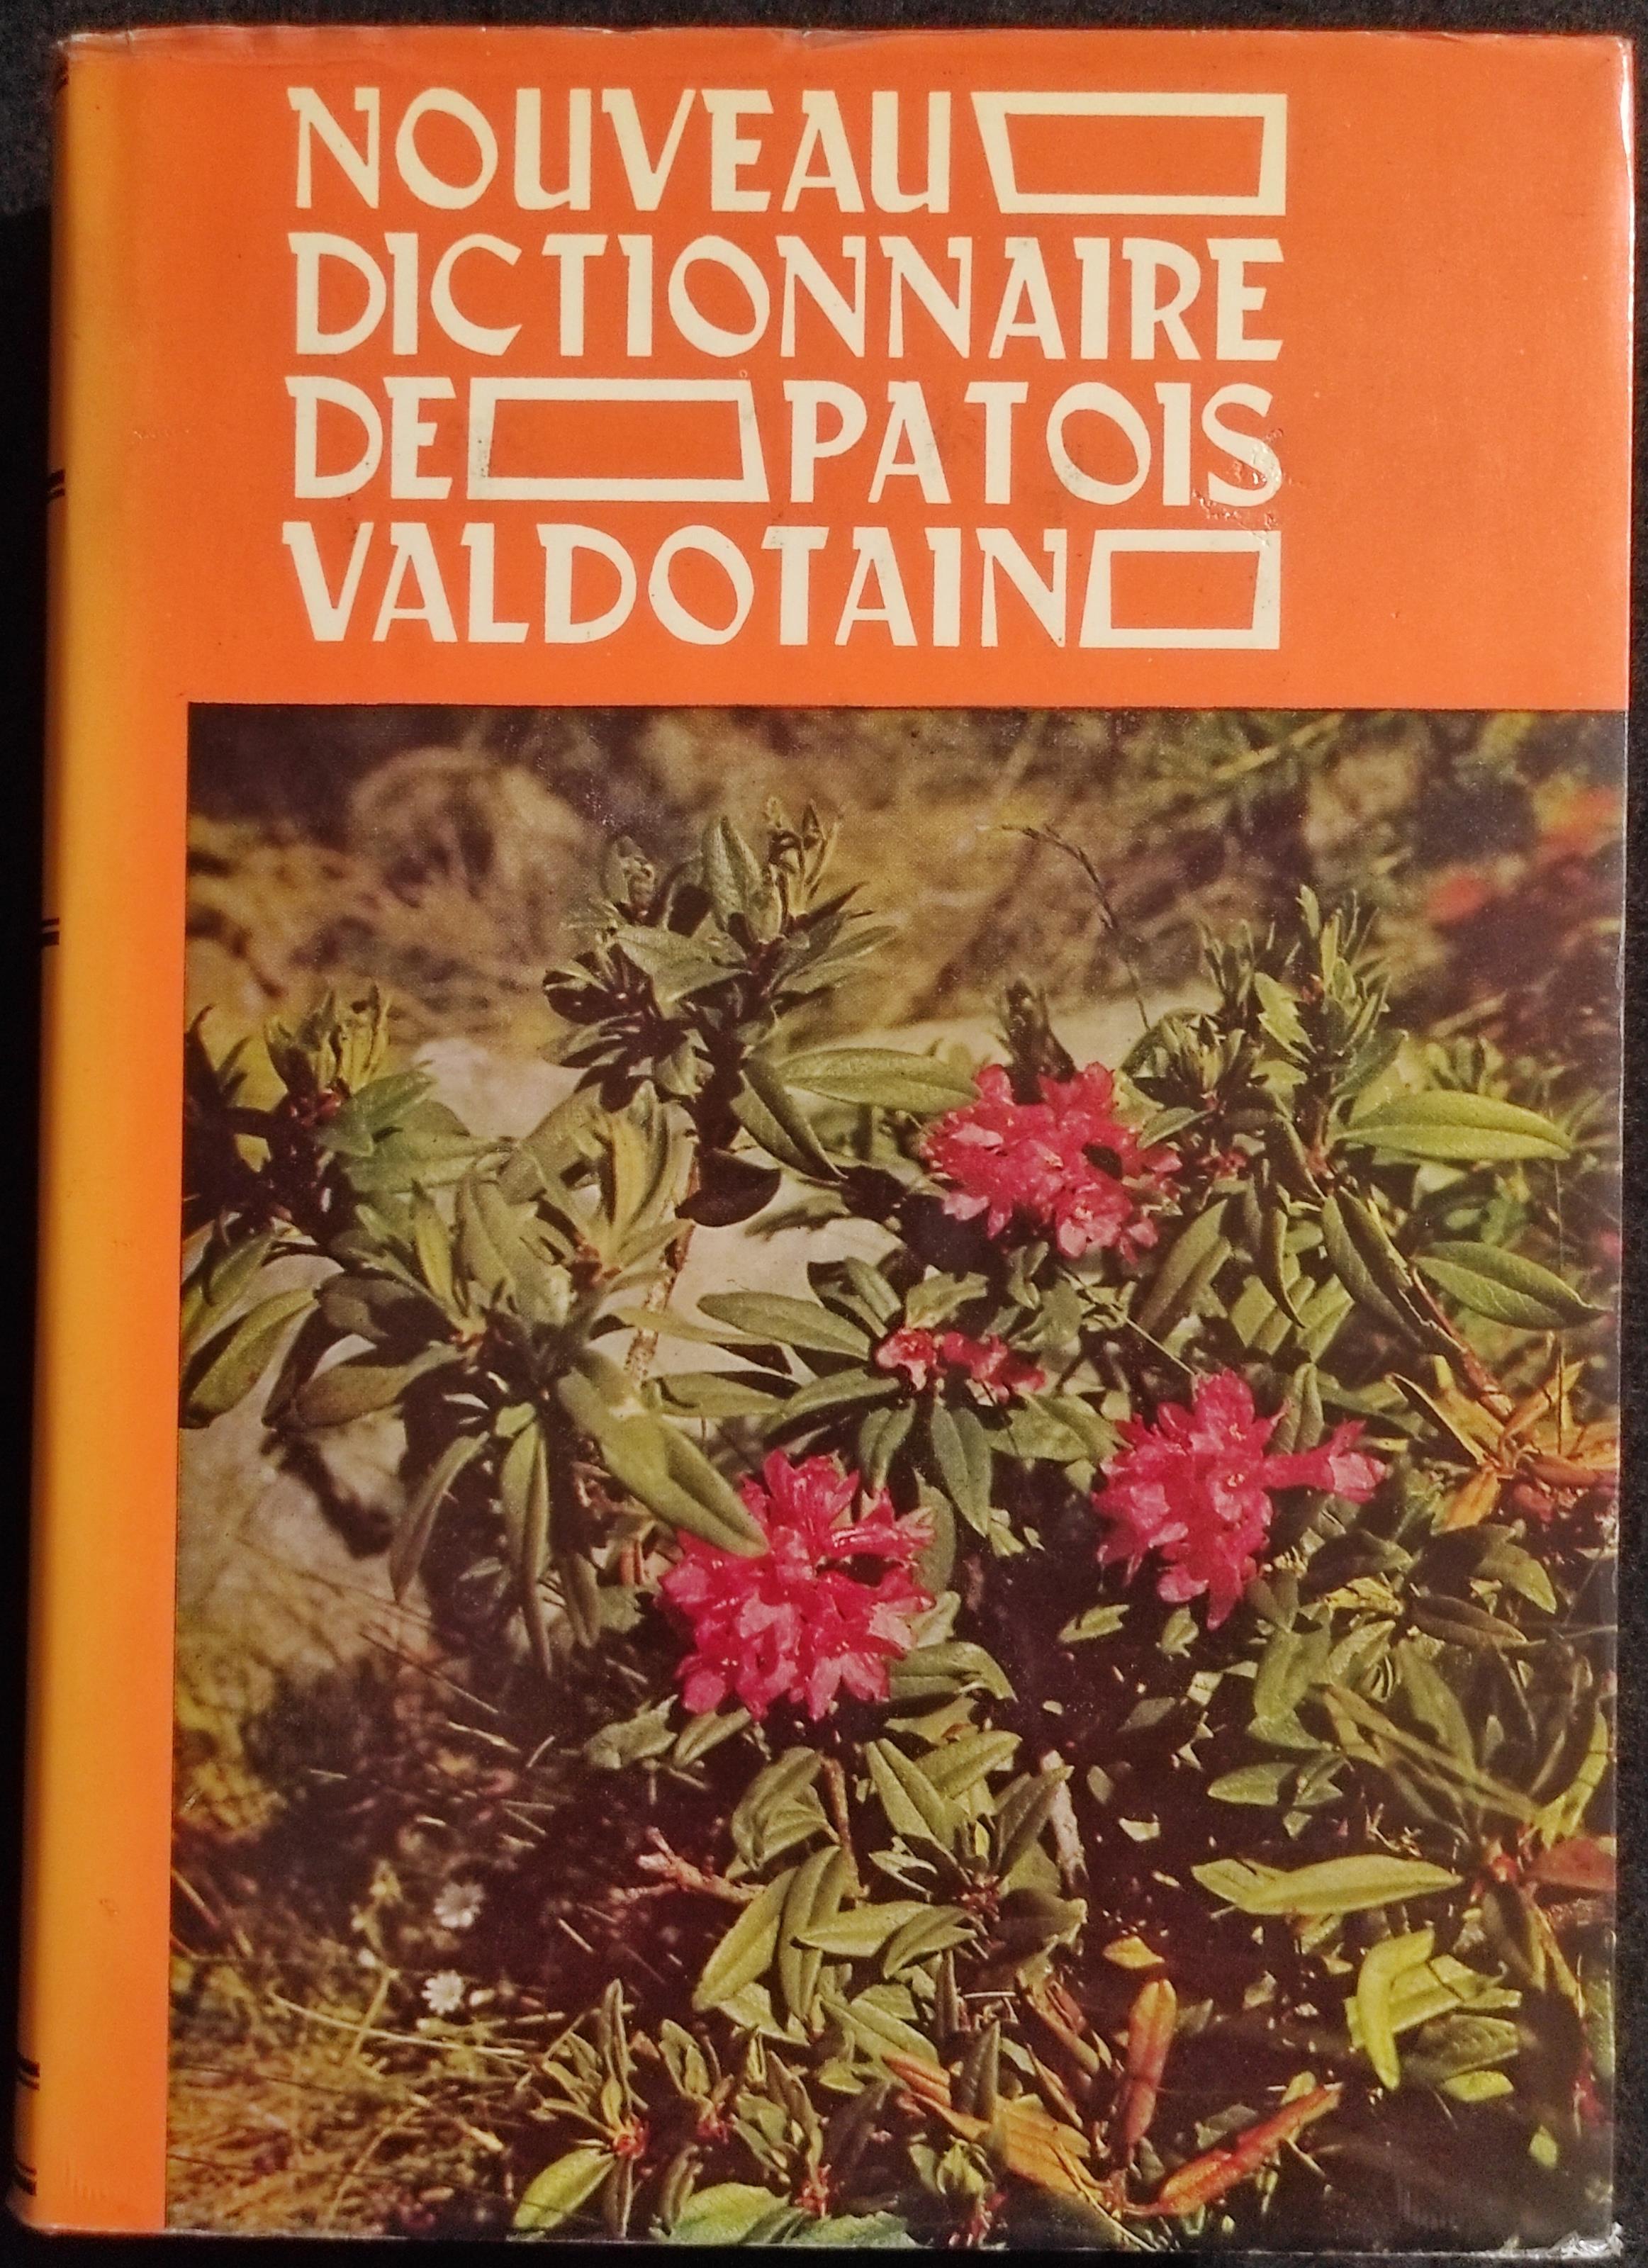 NOUVEAU
DICTIONNAIRE
DE PATOIS
VALDOTAIN